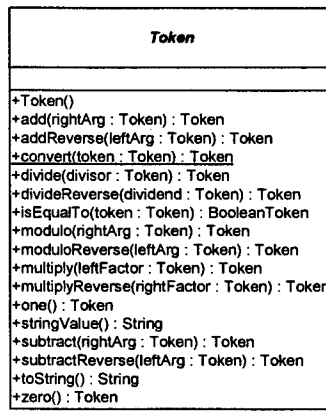 Token
+Token()
+add(rightArg : Token) : Token
+addReverse(leftArg : Token) : Token
+convert(token : Token) : Token
+divide(divisor : Token) : Token
+divideReverse(dividend : Token) : Token
+isEqualTo(token : Token) : BooleanToken
+modulo(rightArg : Token) : Token
+moduloReverse(leftArg : Token) : Token
+multiply(leftFactor : Token) : Token
+multiplyReverse(rightFactor : Token) : Token
+one() : Token
+stringValue() : String
+subtract(rightArg : Token) : Token
+subtractReverse(leftArg : Token) : Token
+toString() : String
+zero() : Token